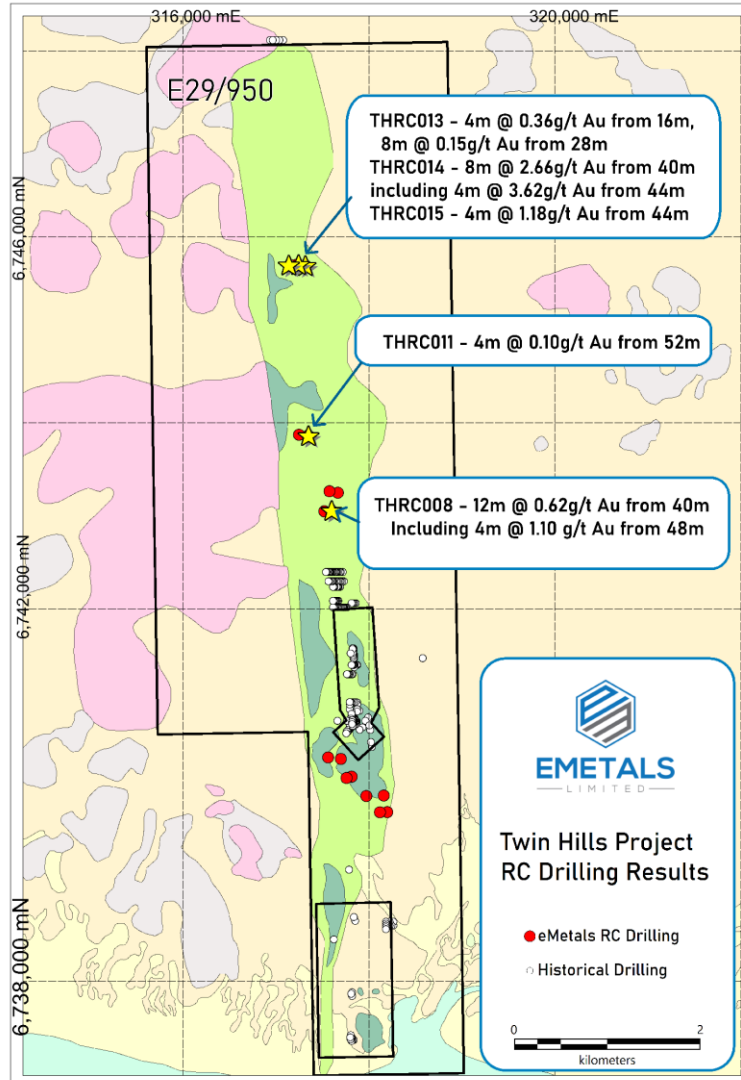 316,000 mE
320,000 mE
E29/950
THRC013 - 4m @ 0.36g/t Au from 16m,
8m @ 0.15g/t Au from 28m
THRC014 - 8m @ 2.66g/t Au from 40m
including 4m @ 3.62g/t Au from 44m
THRC015 - 4m @ 1.18g/t Au from 44m
6,746,000 mN
THRC011 - 4m @ 0.10g/t Au from 52m
THRC008 - 12m @ 0.62g/t Au from 40m
Including 4m @ 1.10 g/t Au from 48m
6,742,000 mN
EMETALS
LIMITED
Twin Hills Project
RC Drilling Results
eMetals RC Drilling
Historical Drilling
6,738,000 mN
0 2
kilometers